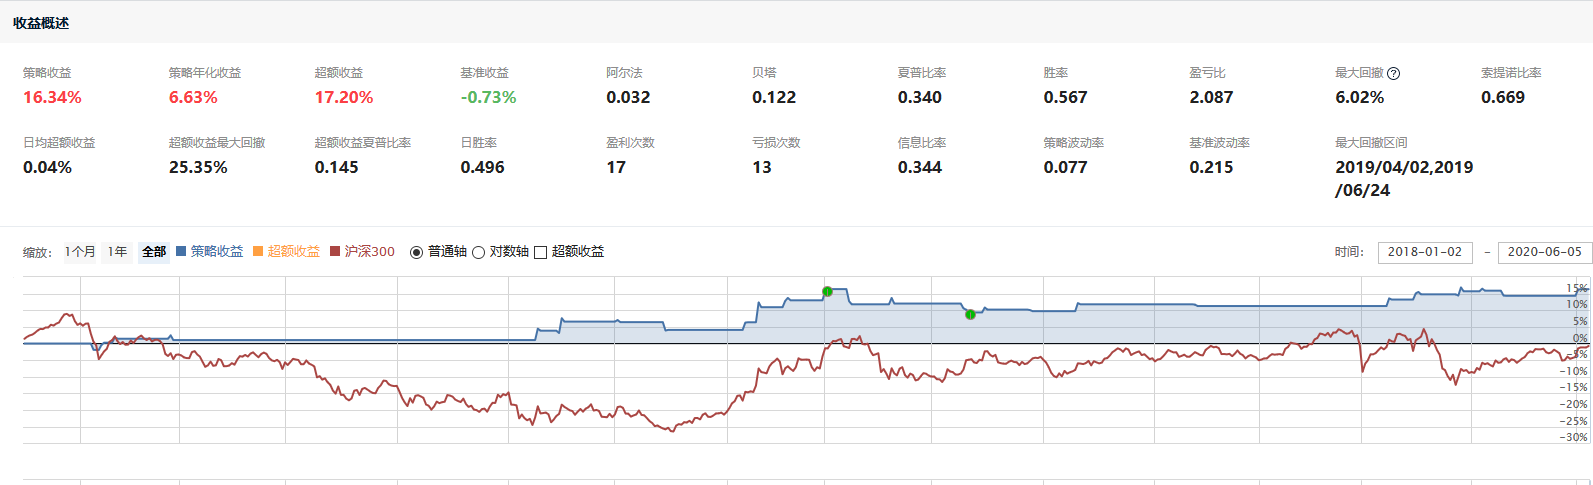 收益概述
策略收益 策略年化收益 超额收益 基准收益 阿尔法 贝塔 夏普比率 胜率 盈亏比 最大回撤 ? 索提诺比率
16.34% 6.63% 17.20% -0.73% 0.032 0.122 0.340 0.567 2.087 6.02% 0.669
日均超额收益 超额收益最大回撤 超额收益夏普比率 日胜率 盈利次数 亏损次数 信息比率 策略波动率 基准波动率 最大回撤区间
0.04% 25.35% 0.145 0.496 17 13 0.344 0.077 0.215 2019/04/02,2019
/06/24
缩放: 1个月 1年 全部 策略收益 超额收益 沪深300 普通轴 对数轴 超额收益 时间: 2018-01-02 - 2020-06-05
15%
10%
5%
0%
-5%
-10%
-15%
-20%
-25%
-30%